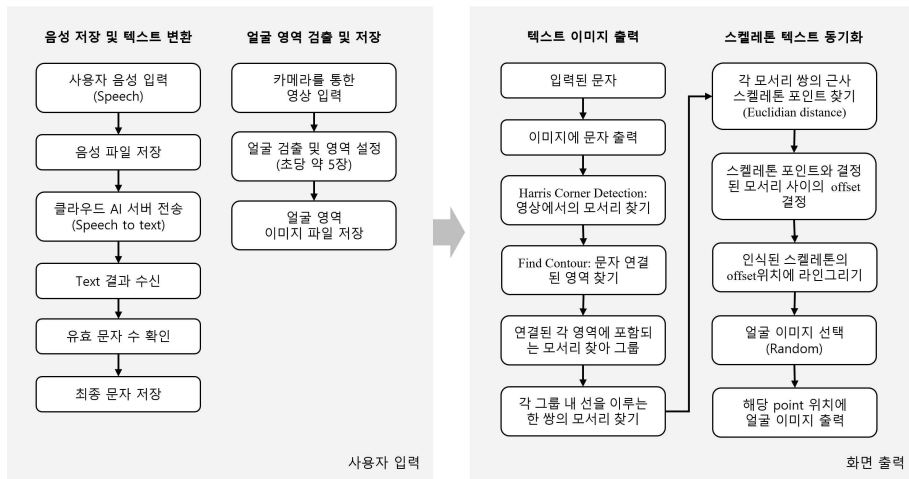 음성 저장 및 텍스트 변환
사용자 음성 입력
(Speech)
음성 파일 저장
클라우드 AI 서버 전송
(Speech to text)
Text 결과 수신
유효 문자 수 확인
최종 문자 저장
얼굴 영역 검출 및 저장
카메라를 통한
영상 입력
얼굴 검출 및 영역 설정
(초당 약 5장)
얼굴 영역
이미지 파일 저장
사용자 입력
텍스트 이미지 출력
입력된 문자
이미지에 문자 출력
Harris Corner Detection:
영상에서의 모서리 찾기
Find Contour: 문자 연결
된 영역 찾기
연결된 각 영역에 포함되
는 모서리 찾아 그룹
각 그룹 내 선을 이루는
한 쌍의 모서리 찾기
스켈레톤 텍스트 동기화
각 모서리 쌍의 근사
스켈레톤 포인트 찾기
(Euclidian distance)
스켈레톤 포인트와 결정
된 모서리 사이의 offset
결정
인식된 스켈레톤의
offset위치에 라인그리기
얼굴 이미지 선택
(Random)
해당 point 위치에
얼굴 이미지 출력
화면 출력